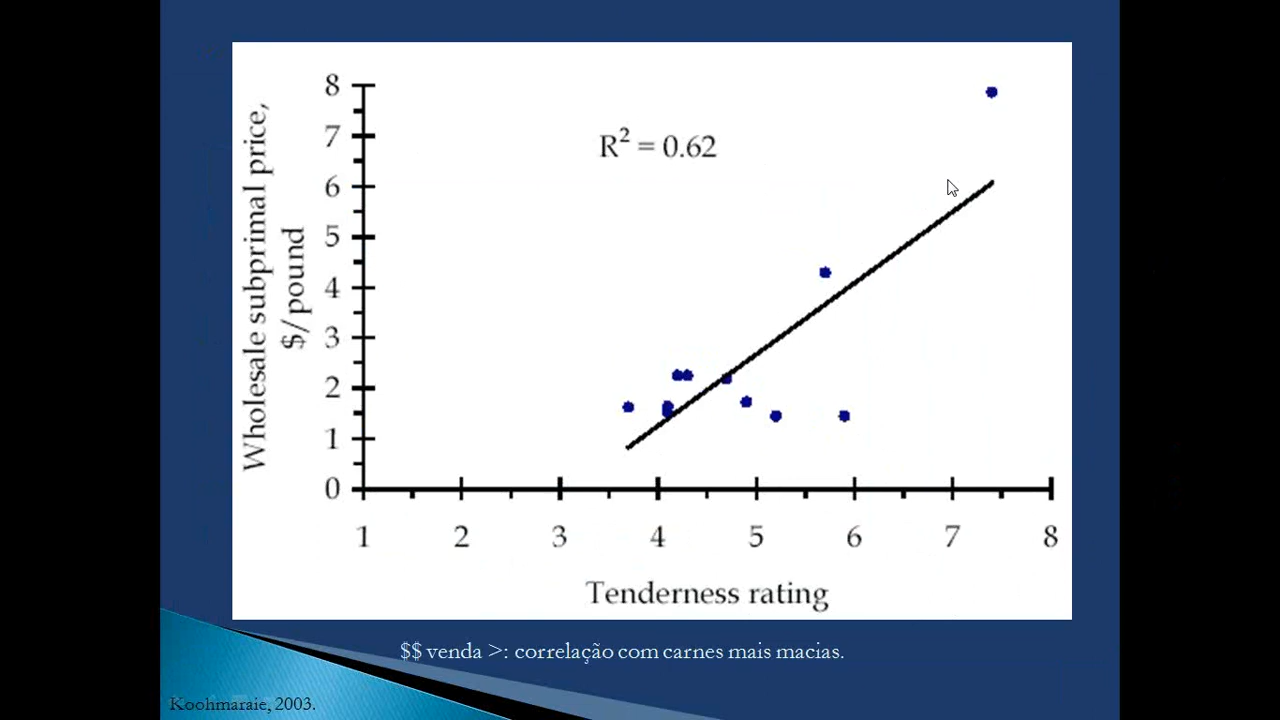 Wholesale subprimal price,
$/pound
8
7
6
5
4
3
2
1
0
R² = 0.62
1 2 3 4 5 6 7 8
Tenderness rating
$$ venda >: correlação com carnes mais macias.
Koohmaraie, 2003.